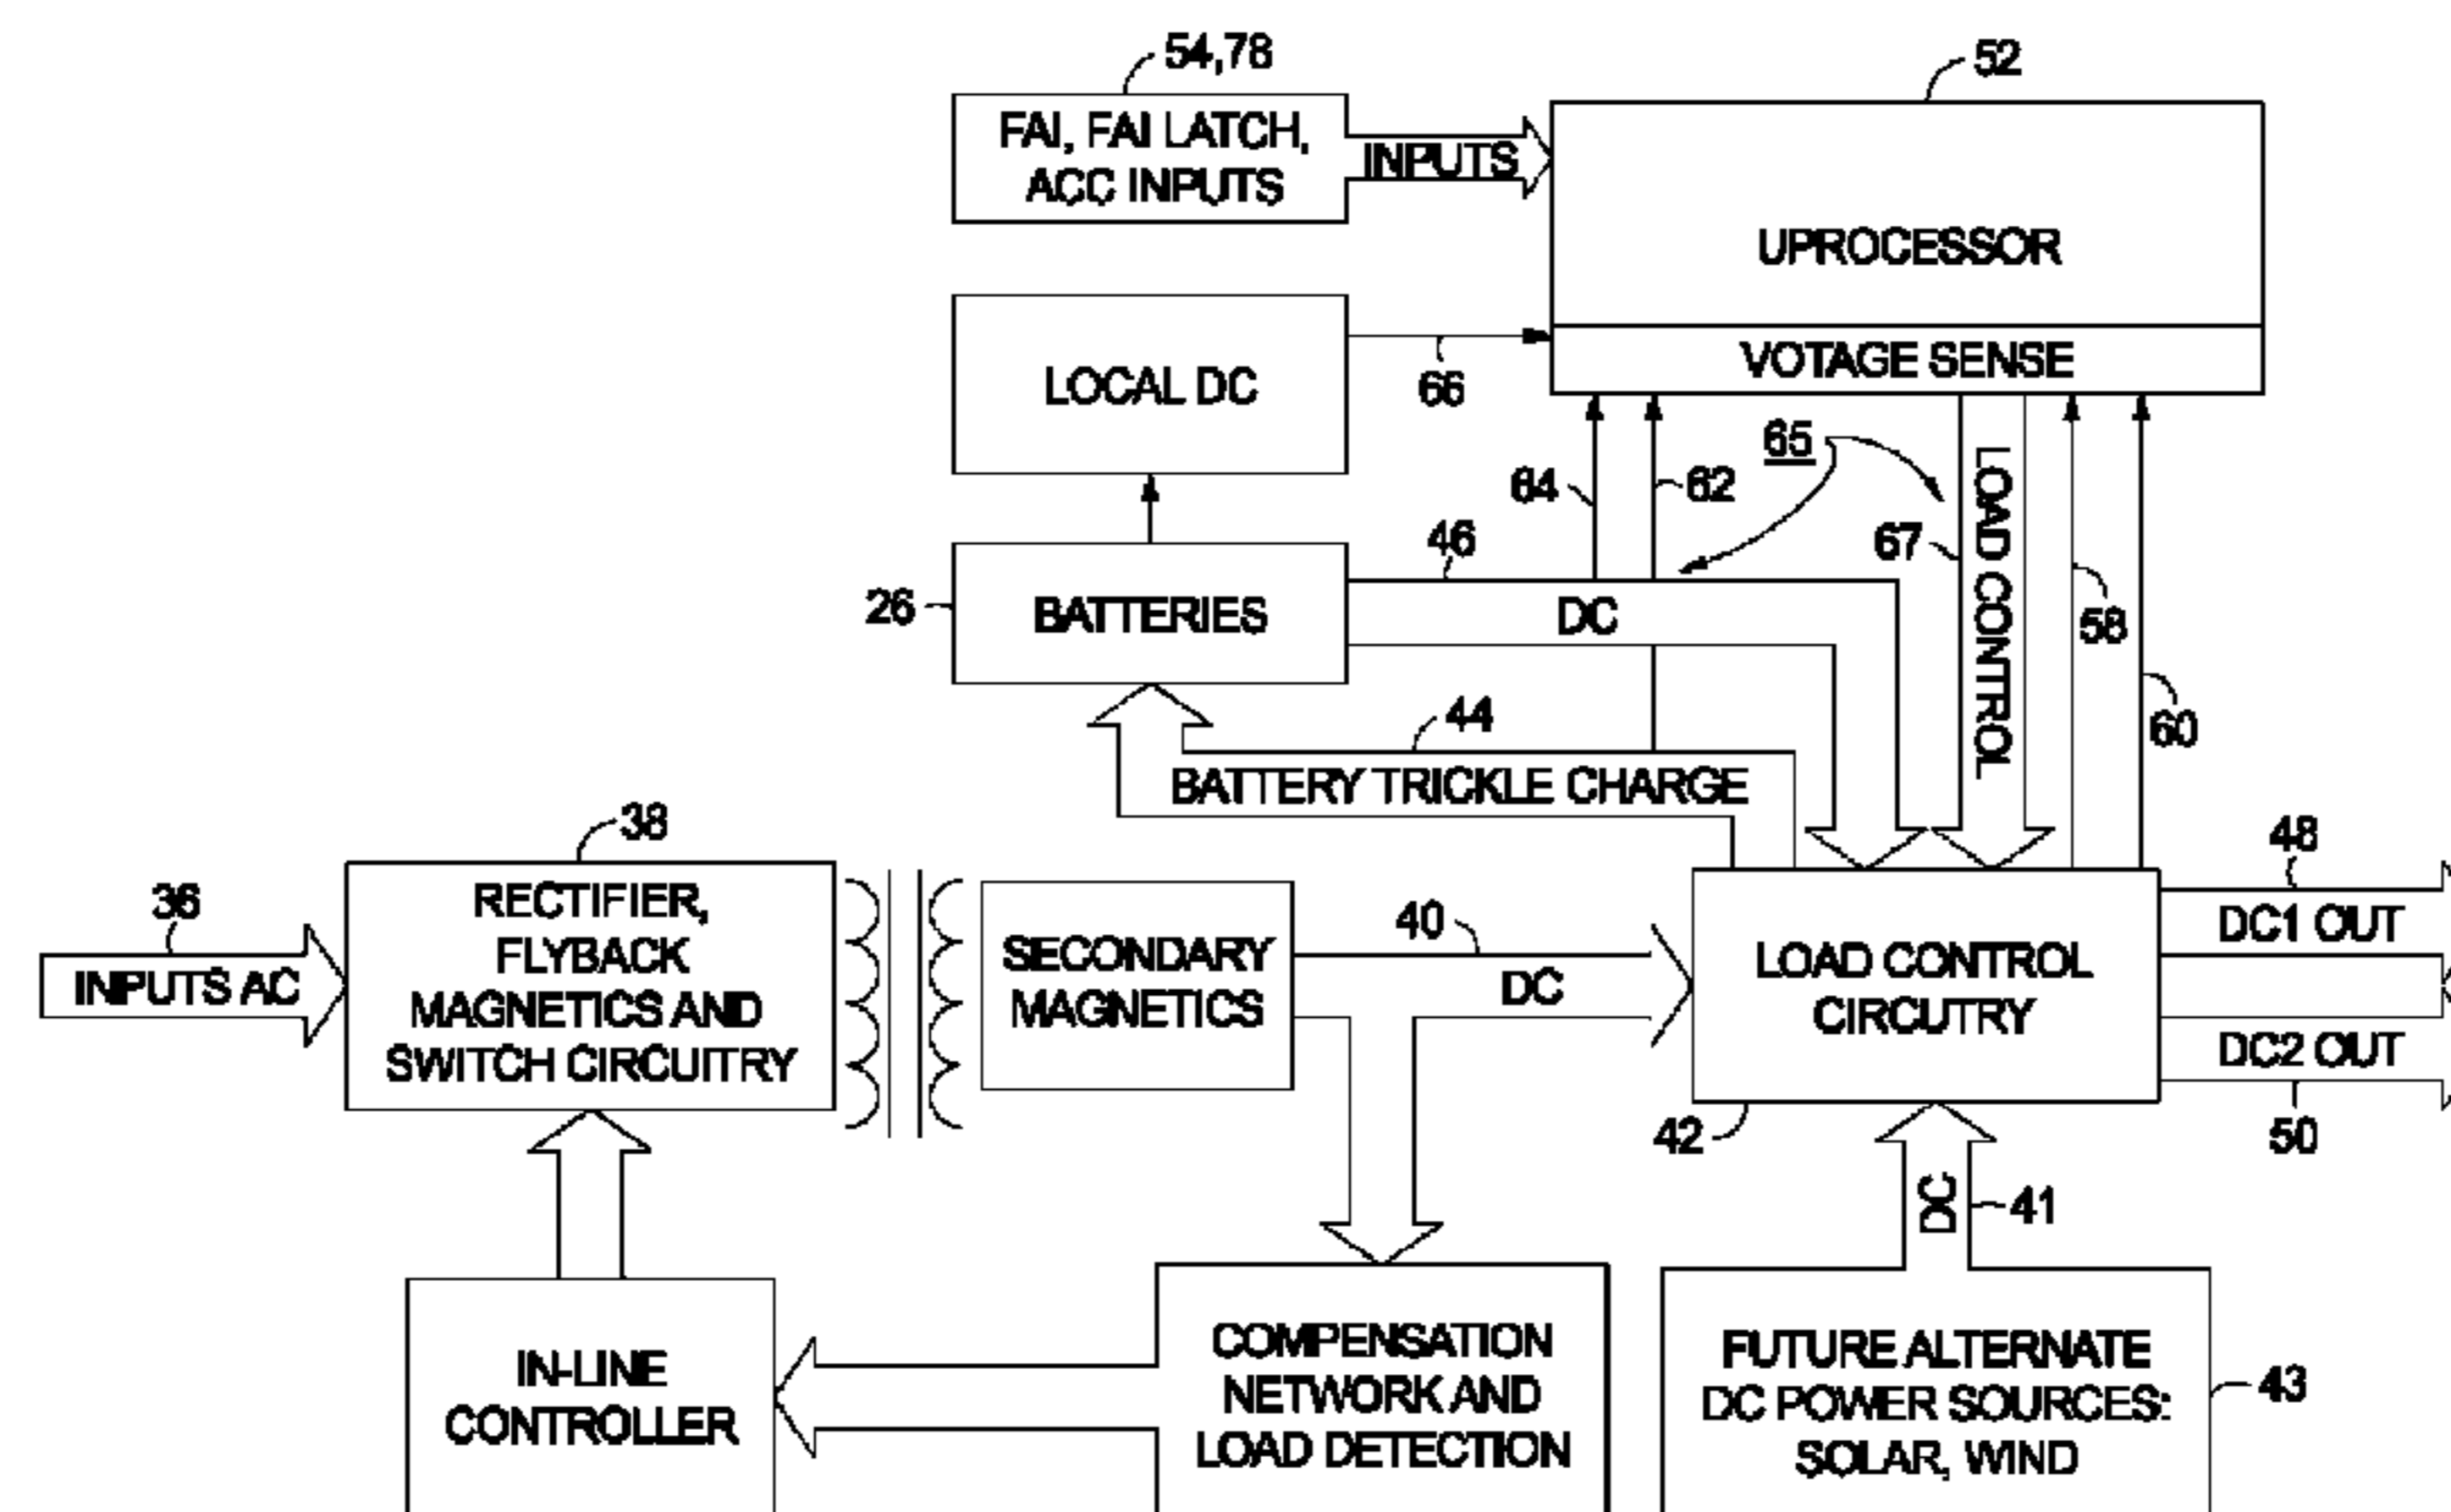 54,78
52
FAI, FAI LATCH,
ACC INPUTS
INPUTS
UPROCESSOR
VOTAGE SENSE
LOCAL DC
66
65
64
62
LOAD CONTROL
67
46
58
26
BATTERIES
DC
44
60
BATTERY TRICKLE CHARGE
38
48
36
RECTIFIER,
FLYBACK
MAGNETICS AND
SWITCH CIRCUITRY
INPUTS AC
SECONDARY
MAGNETICS
40
DC
LOAD CONTROL
CIRCUTRY
DC1 OUT
DC2 OUT
42
50
DC
41
IN-LINE
CONTROLLER
COMPENSATION
NETWORK AND
LOAD DETECTION
FUTURE ALTERNATE
DC POWER SOURCES:
SOLAR, WIND
43